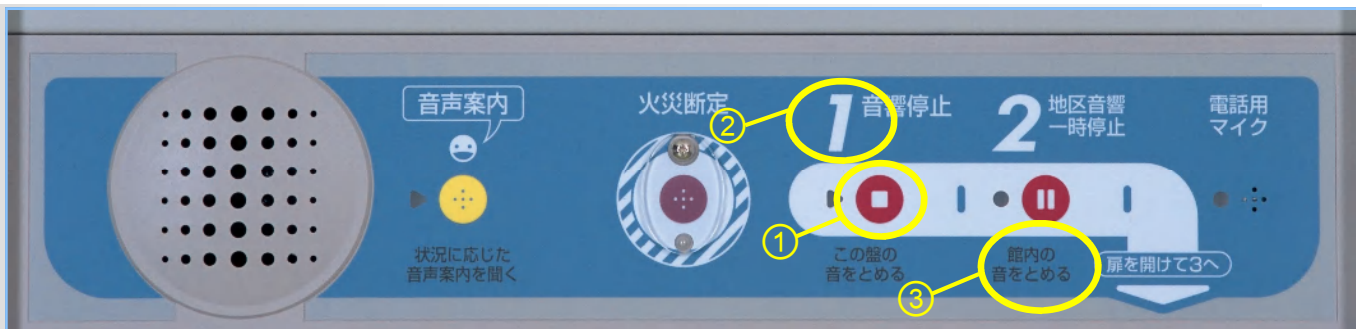 音声案内
状況に応じた
音声案内を聞く
火災断定
②
1 音響停止
①
この盤の
音をとめる
2 地区音響
一時停止
館内の
音をとめる
③
扉を開けて3へ
電話用
マイク